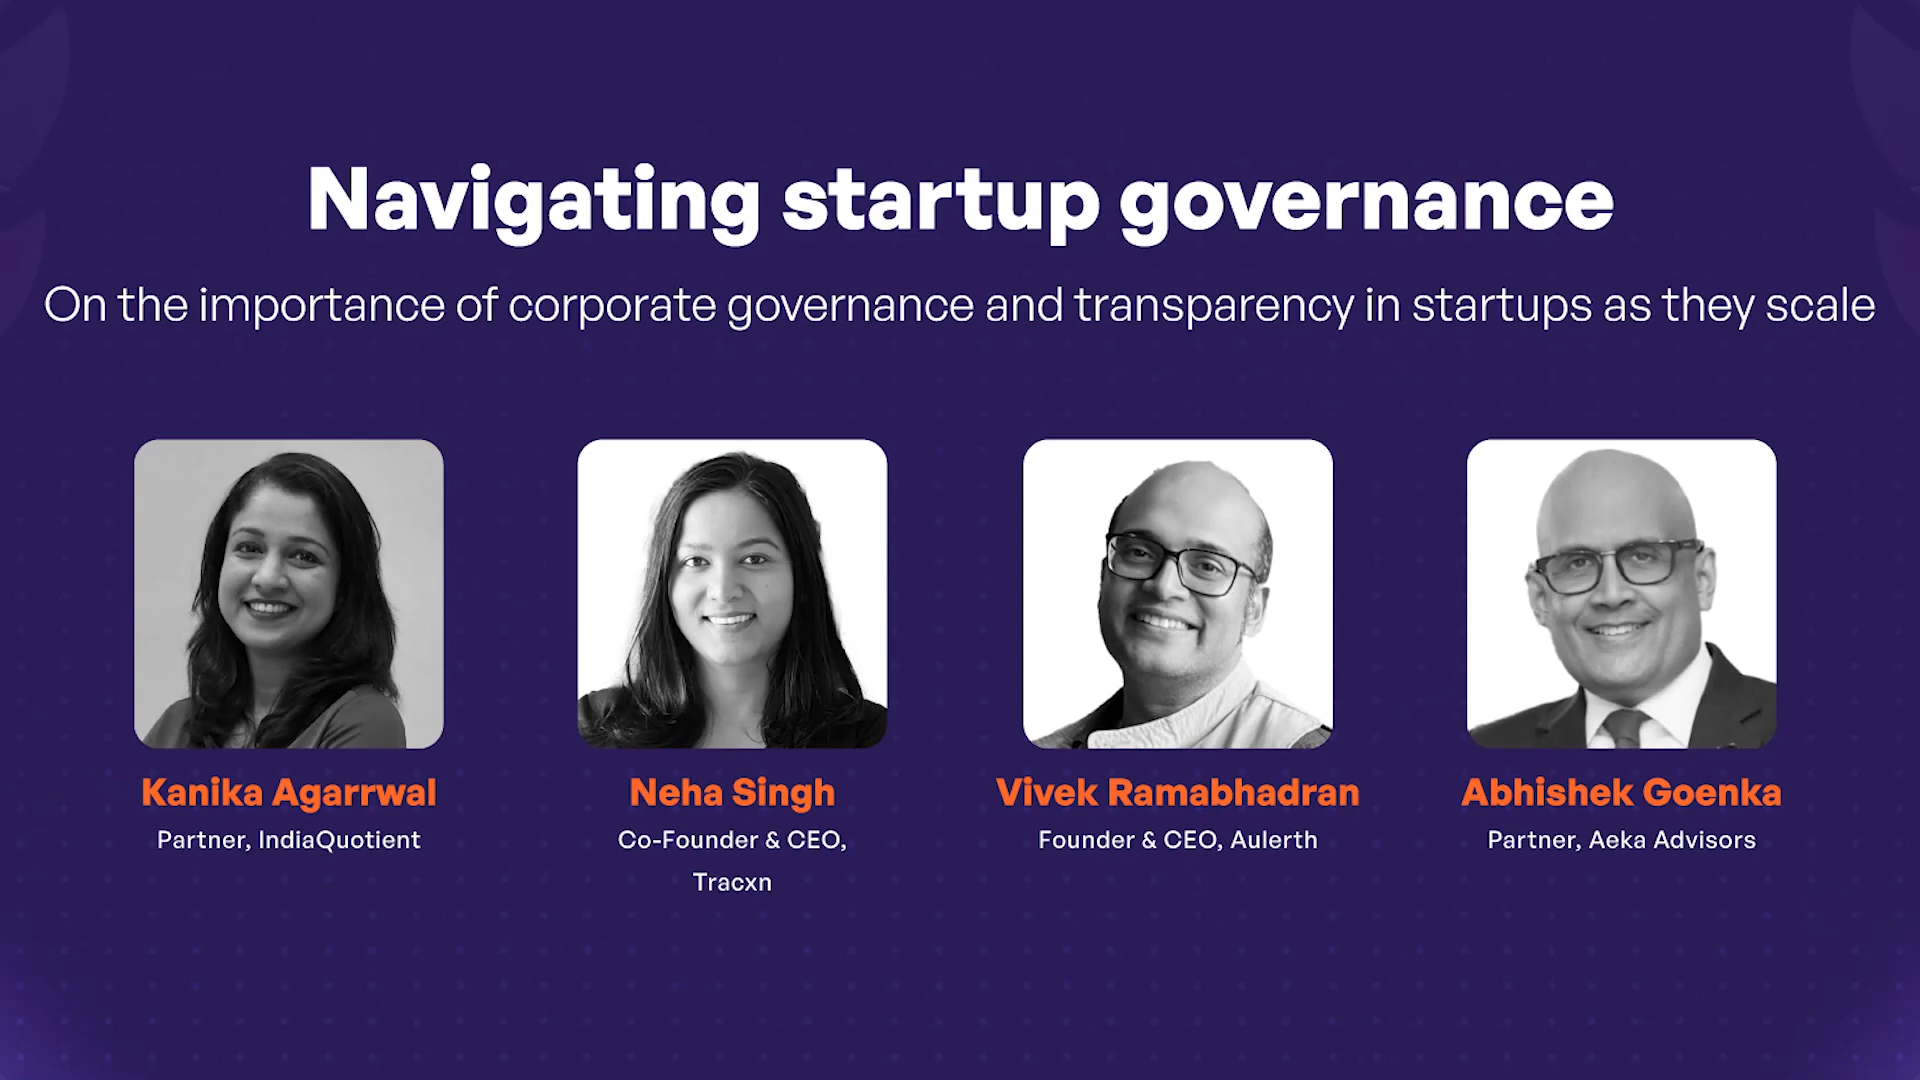 Navigating startup governance
On the importance of corporate governance and transparency in startups as they scale
Kanika Agarrwal
Partner, IndiaQuotient
Neha Singh
Co-Founder & CEO,
Tracxn
Vivek Ramabhadran
Founder & CEO, Aulerth
Abhishek Goenka
Partner, Aeka Advisors